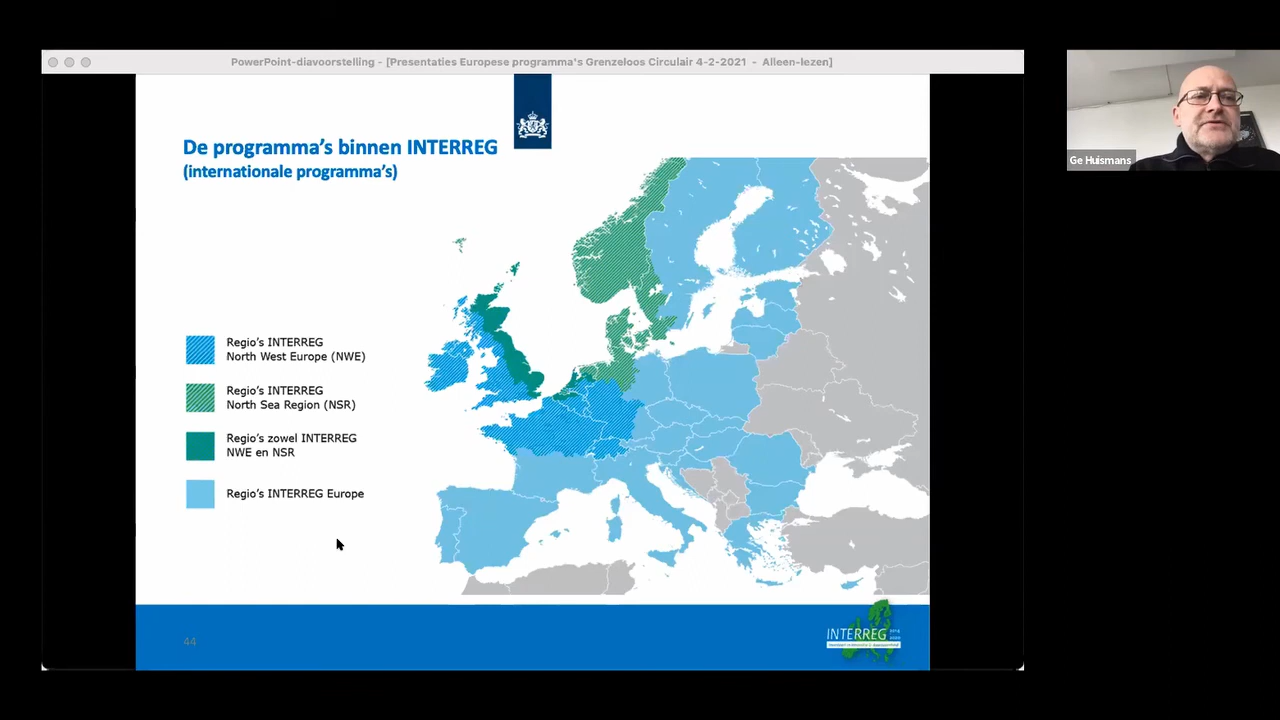 PowerPoint-diavoorstelling - [Presentaties Europese programma's Grenzeloos Circulair 4-2-2021 - Alleen-lezen]
De programma's binnen INTERREG
(internationale programma's)
Ge Huismans
Regio's INTERREG
North West Europe (NWE)
Regio's INTERREG
North Sea Region (NSR)
Regio's zowel INTERREG
NWE en NSR
Regio's INTERREG Europe
44
INTERREG